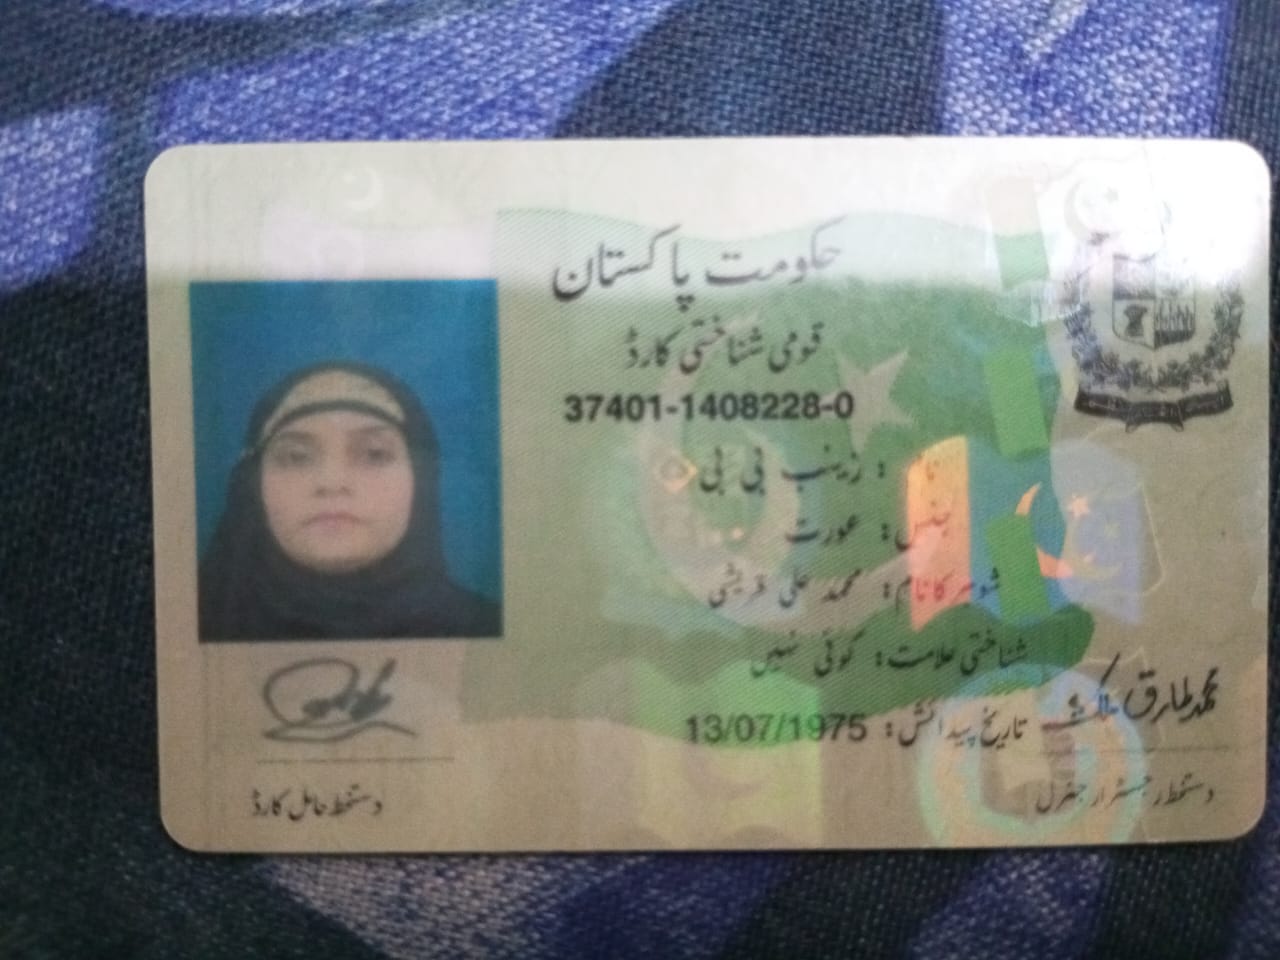 حکومت پاکستان
قومی شناختی کارڈ
37401-1408228-0
نام: زینب بی بی
جنس: عورت
شوہر کا نام: محمد علی قریشی
شناختی علامت: کوئی نہیں
تاریخ پیدائش: 13/07/1975
محمد طارق ملک
دستخط رجسٹرار جنرل
دستخط حامل کارڈ